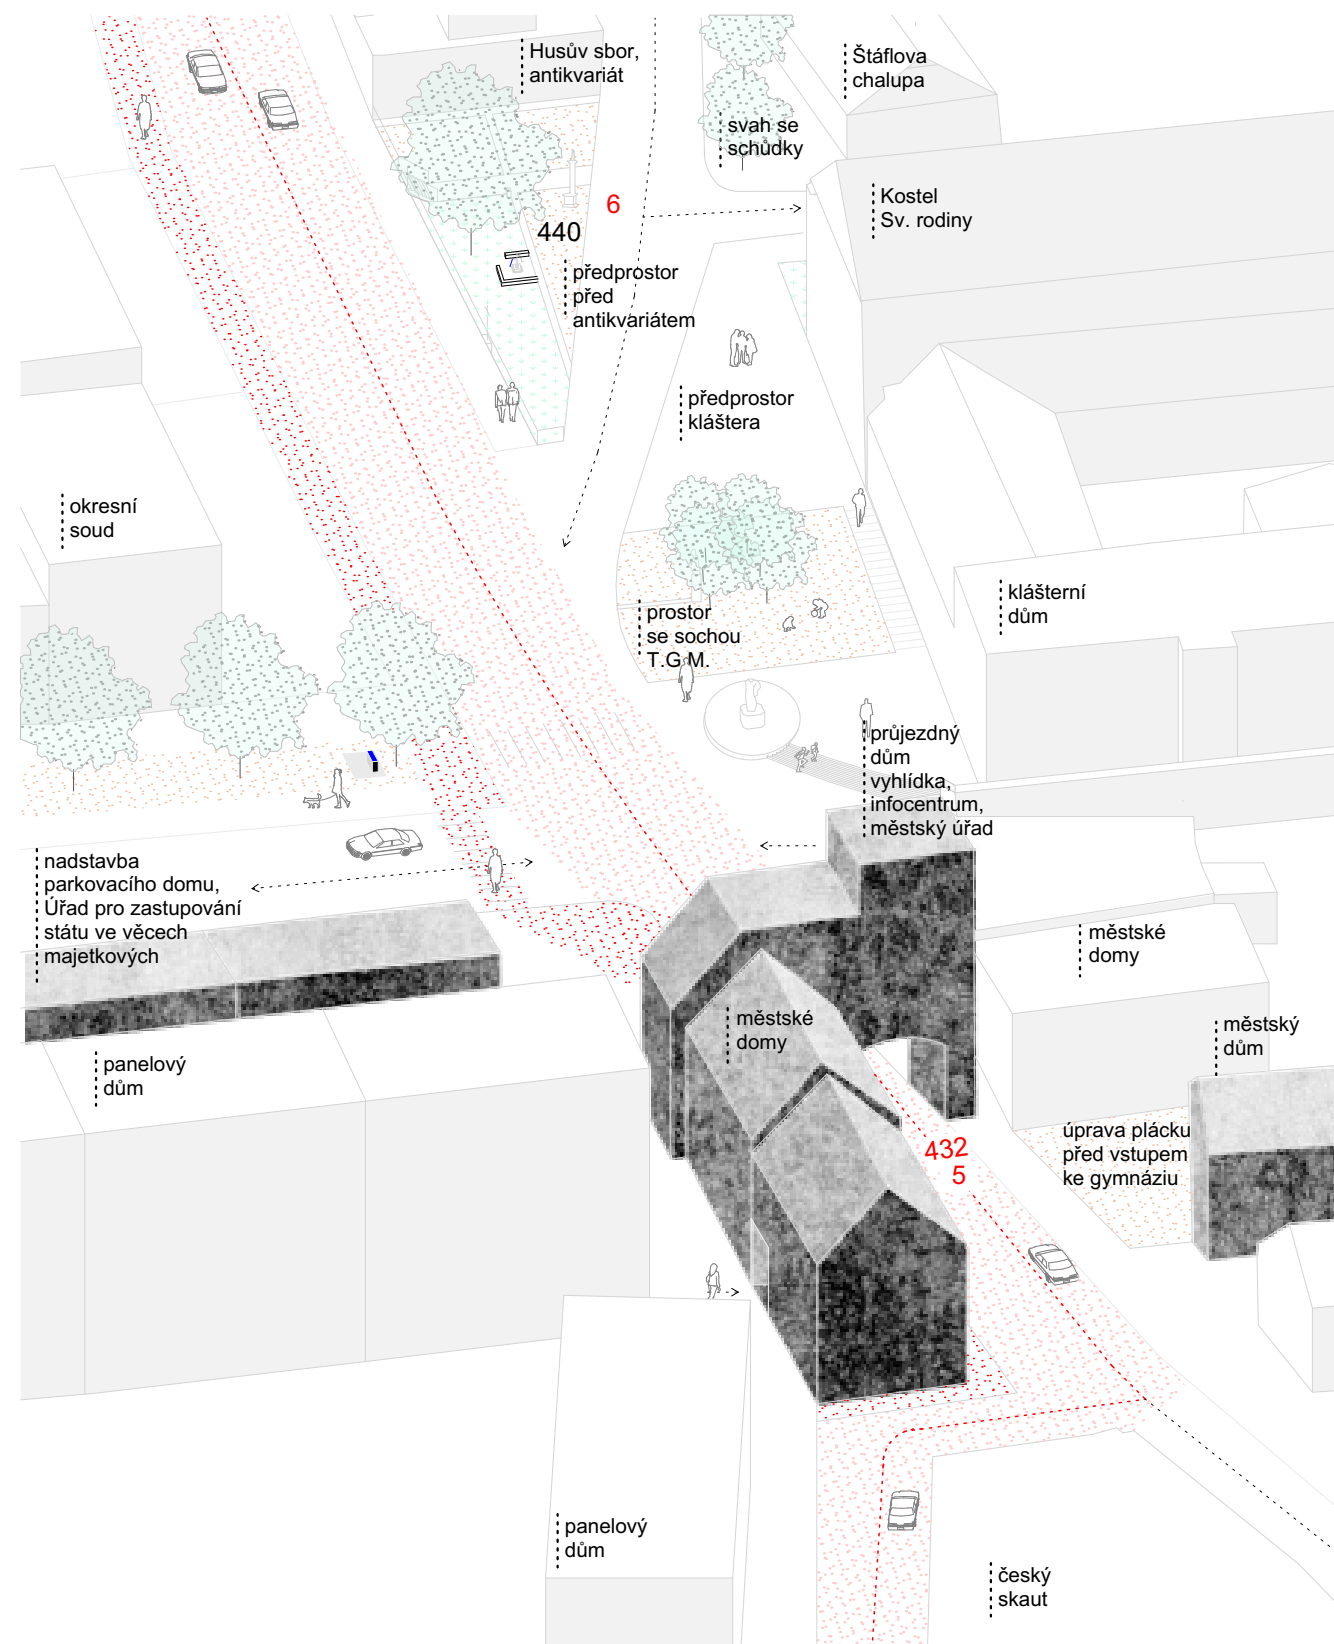 Husův sbor,
antikvariát
Štáflova
chalupa
svah se
schůdky
Kostel
Sv. rodiny
6
440
předprostor
před
antikvariátem
předprostor
kláštera
okresní
soud
klášterní
dům
prostor
se sochou
T.G.M.
průjezdný
dům
vyhlídka,
infocentrum,
městský úřad
nadstavba
parkovacího domu,
Úřad pro zastupování
státu ve věcech
majetkových
městské
domy
městské
domy
městský
dům
panelový
dům
úprava plácku
před vstupem
ke gymnáziu
432
5
panelový
dům
český
skaut